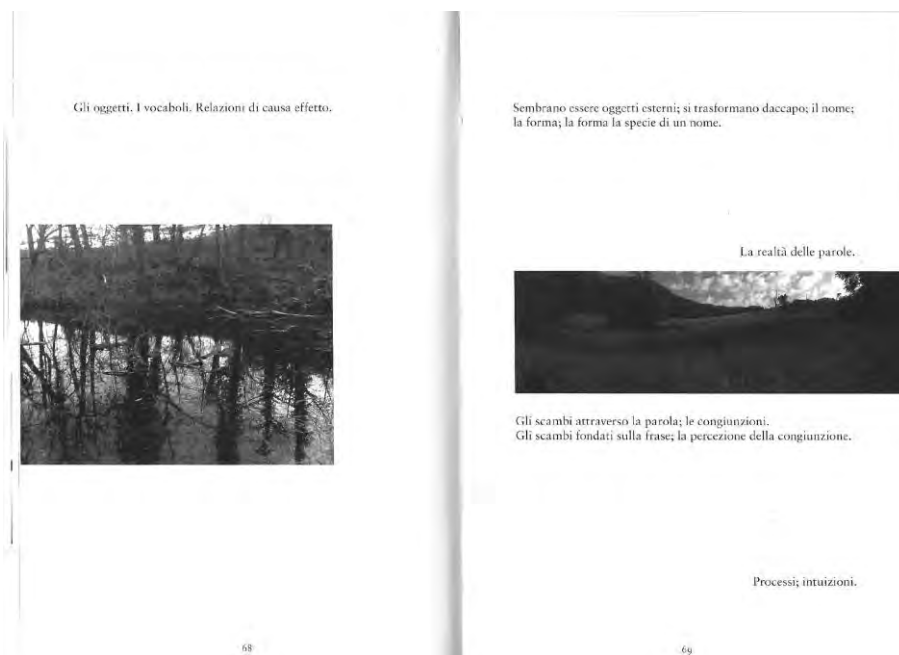 Gli oggetti. I vocaboli. Relazioni di causa effetto.
68
Sembrano essere oggetti esterni; si trasformano daccapo; il nome;
la forma; la forma la specie di un nome.
La realtà delle parole.
Gli scambi attraverso la parola; le congiunzioni.
Gli scambi fondati sulla frase; la percezione della congiunzione.
Processi; intuizioni.
69